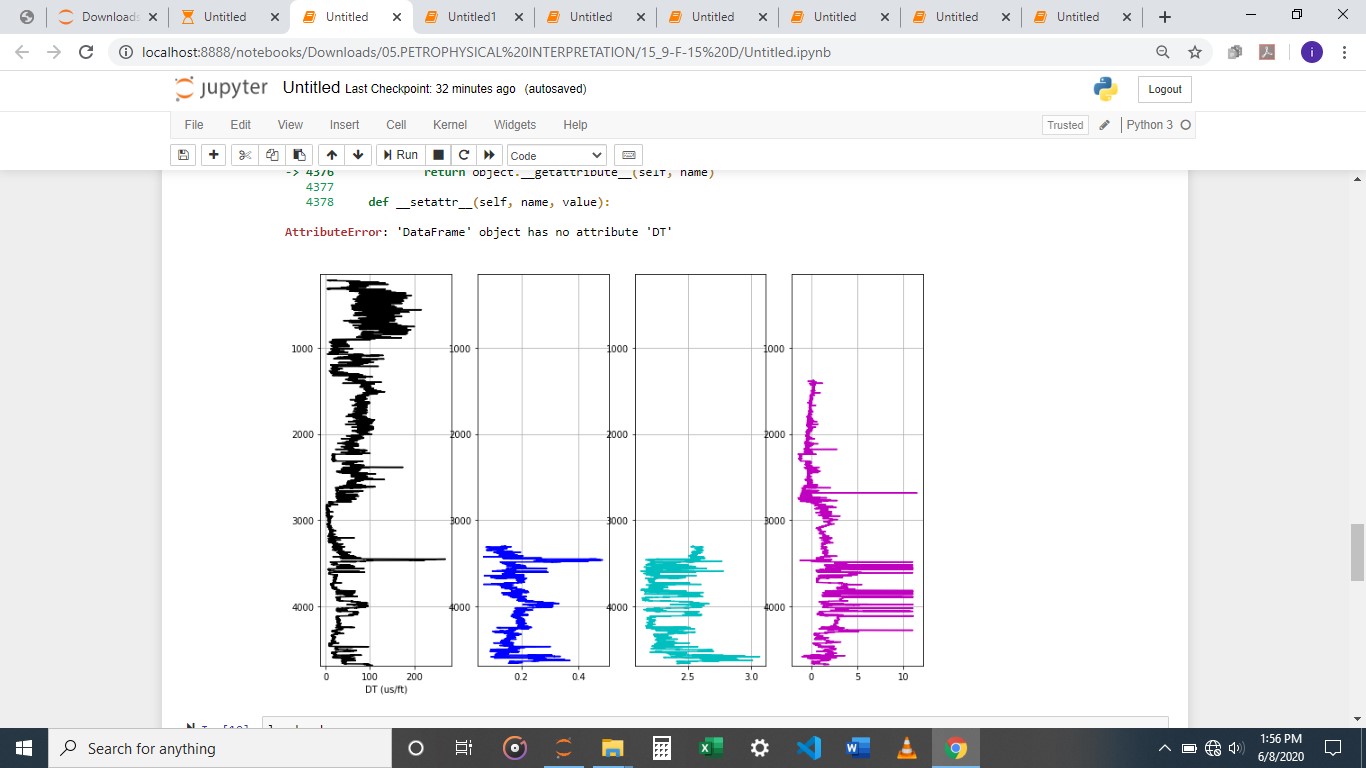 Downloads
Untitled
Untitled
Untitled1
Untitled
Untitled
Untitled
Untitled
Untitled
localhost:8888/notebooks/Downloads/05.PETROPHYSICAL%20INTERPRETATION/15_9-F-15%20D/Untitled.ipynb
i
jupyter Untitled Last Checkpoint: 32 minutes ago (autosaved)
Logout
File Edit View Insert Cell Kernel Widgets Help
Trusted
Python 3
Run
Code
-> 4376 return object.__getattribute__(self, name)
4377
4378 def __setattr__(self, name, value):
AttributeError: 'DataFrame' object has no attribute 'DT'
1000 1000 1000 1000
2000 2000 2000 2000
3000 3000 3000 3000
4000 4000 4000 4000
0 100 200 0.2 0.4 2.5 3.0 0 5 10
DT (us/ft)
Search for anything
1:56 PM
6/8/2020